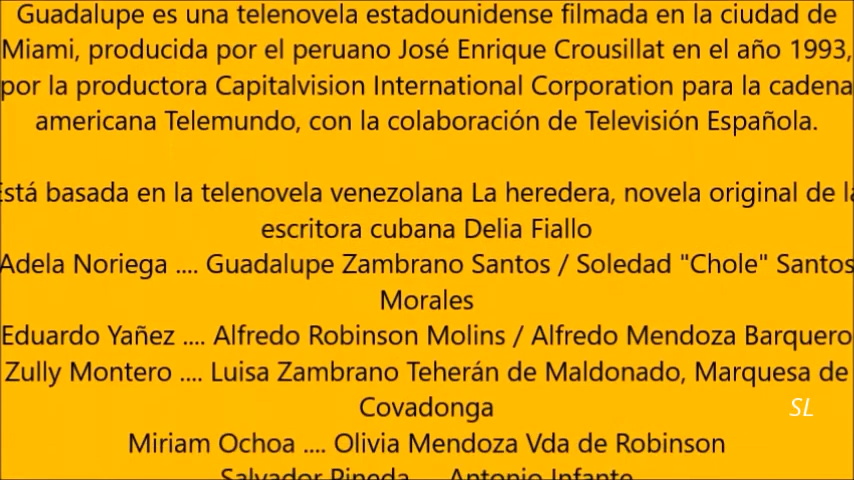 Guadalupe es una telenovela estadounidense filmada en la ciudad de
Miami, producida por el peruano José Enrique Crousillat en el año 1993,
por la productora Capitalvision International Corporation para la cadena
americana Telemundo, con la colaboración de Televisión Española.
Está basada en la telenovela venezolana La heredera, novela original de la
escritora cubana Delia Fiallo
Adela Noriega .... Guadalupe Zambrano Santos / Soledad "Chole" Santos
Morales
Eduardo Yañez .... Alfredo Robinson Molins / Alfredo Mendoza Barquero
Zully Montero .... Luisa Zambrano Teherán de Maldonado, Marquesa de
Covadonga
SL
Miriam Ochoa .... Olivia Mendoza Vda de Robinson
Salvador Pineda .... Antonio Infante